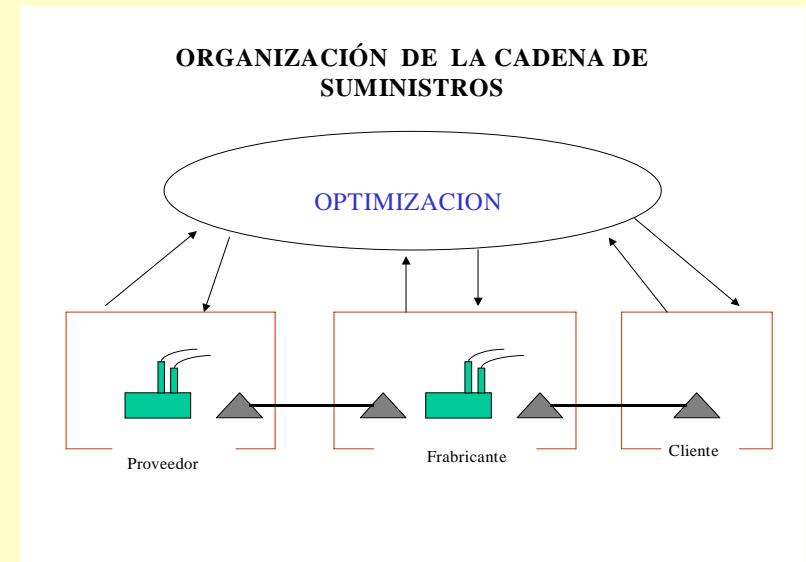 ORGANIZACIÓN DE LA CADENA DE
SUMINISTROS
OPTIMIZACION
Proveedor
Frabricante
Cliente